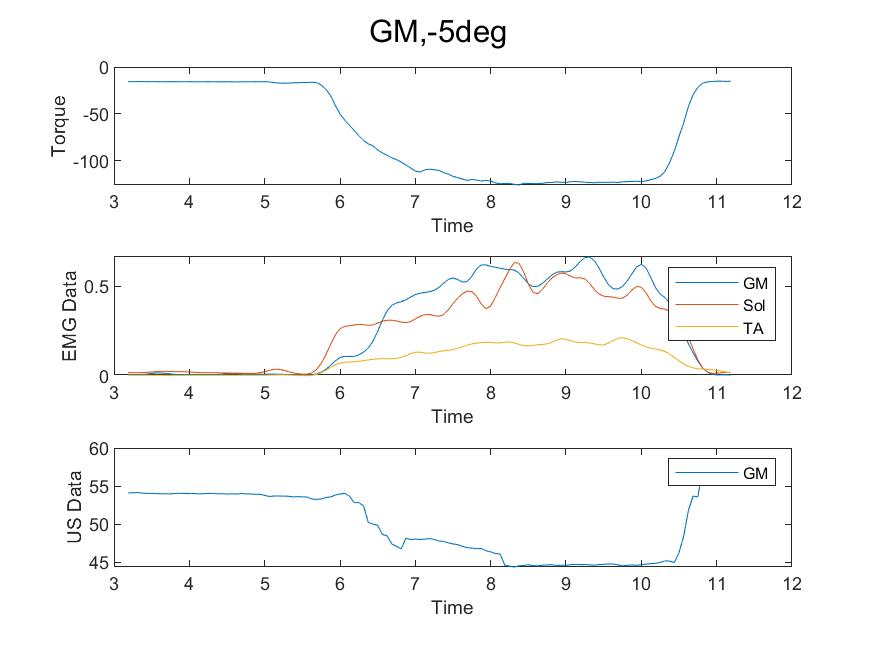 GM,-5deg
0
-50
-100
Torque
3 4 5 6 7 8 9 10 11 12
Time
0.5
0
EMG Data
GM
Sol
TA
3 4 5 6 7 8 9 10 11 12
Time
60
55
50
45
US Data
GM
3 4 5 6 7 8 9 10 11 12
Time